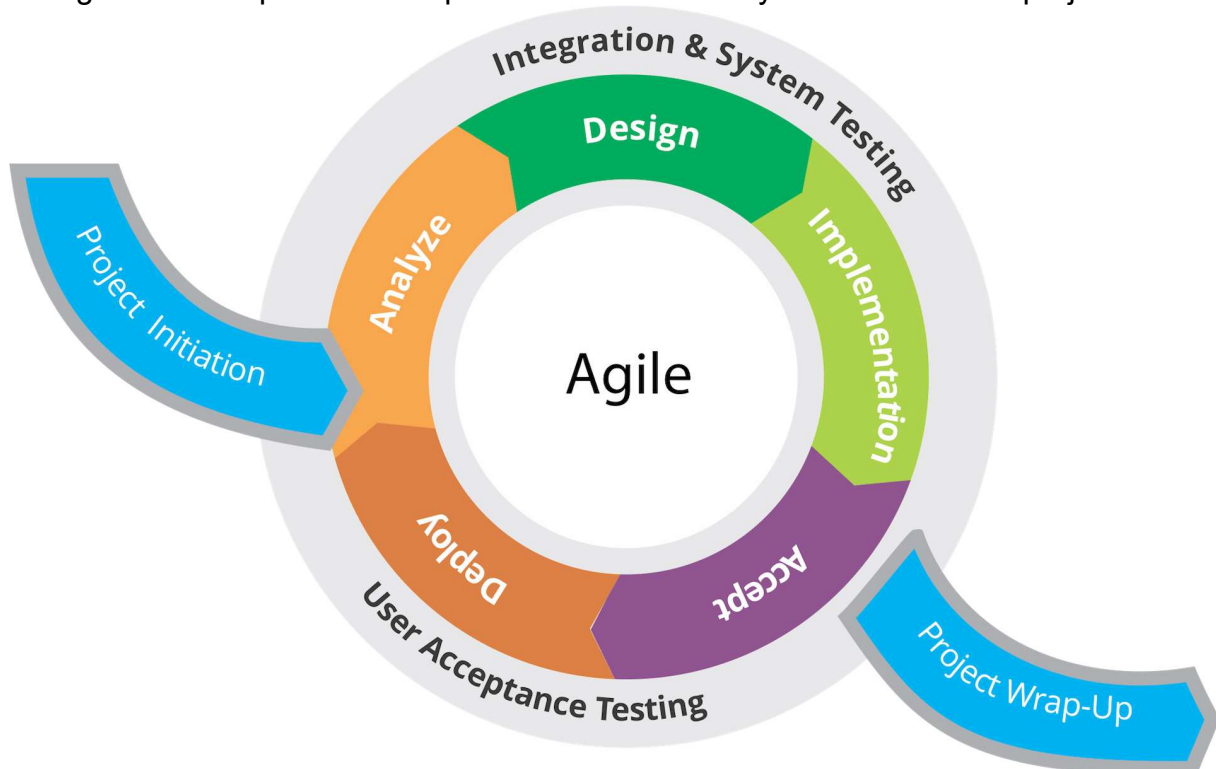 Integration & System Testing
Design
Analyze
Implementation
Project Initiation
Agile
Deploy
Accept
User Acceptance Testing
Project Wrap-Up